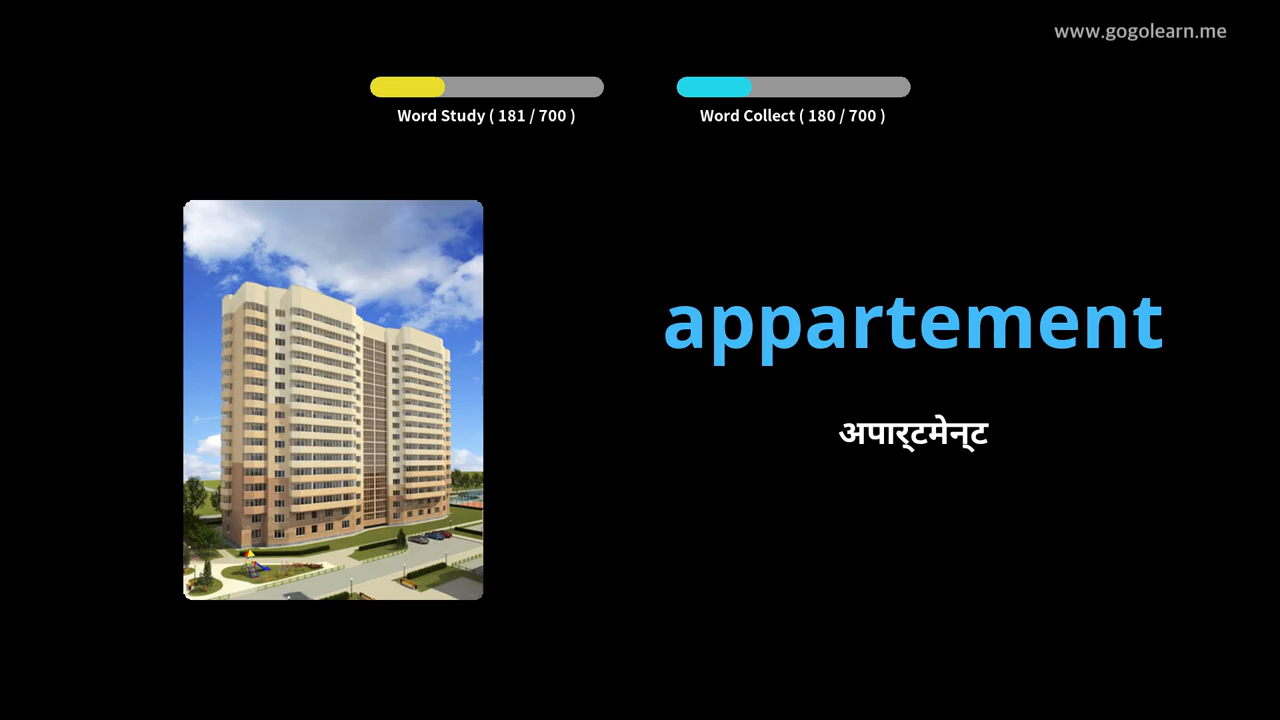 www.gogolearn.me
Word Study ( 181 / 700 )
Word Collect ( 180 / 700 )
appartement
अपार्‍टमेन्‍ट